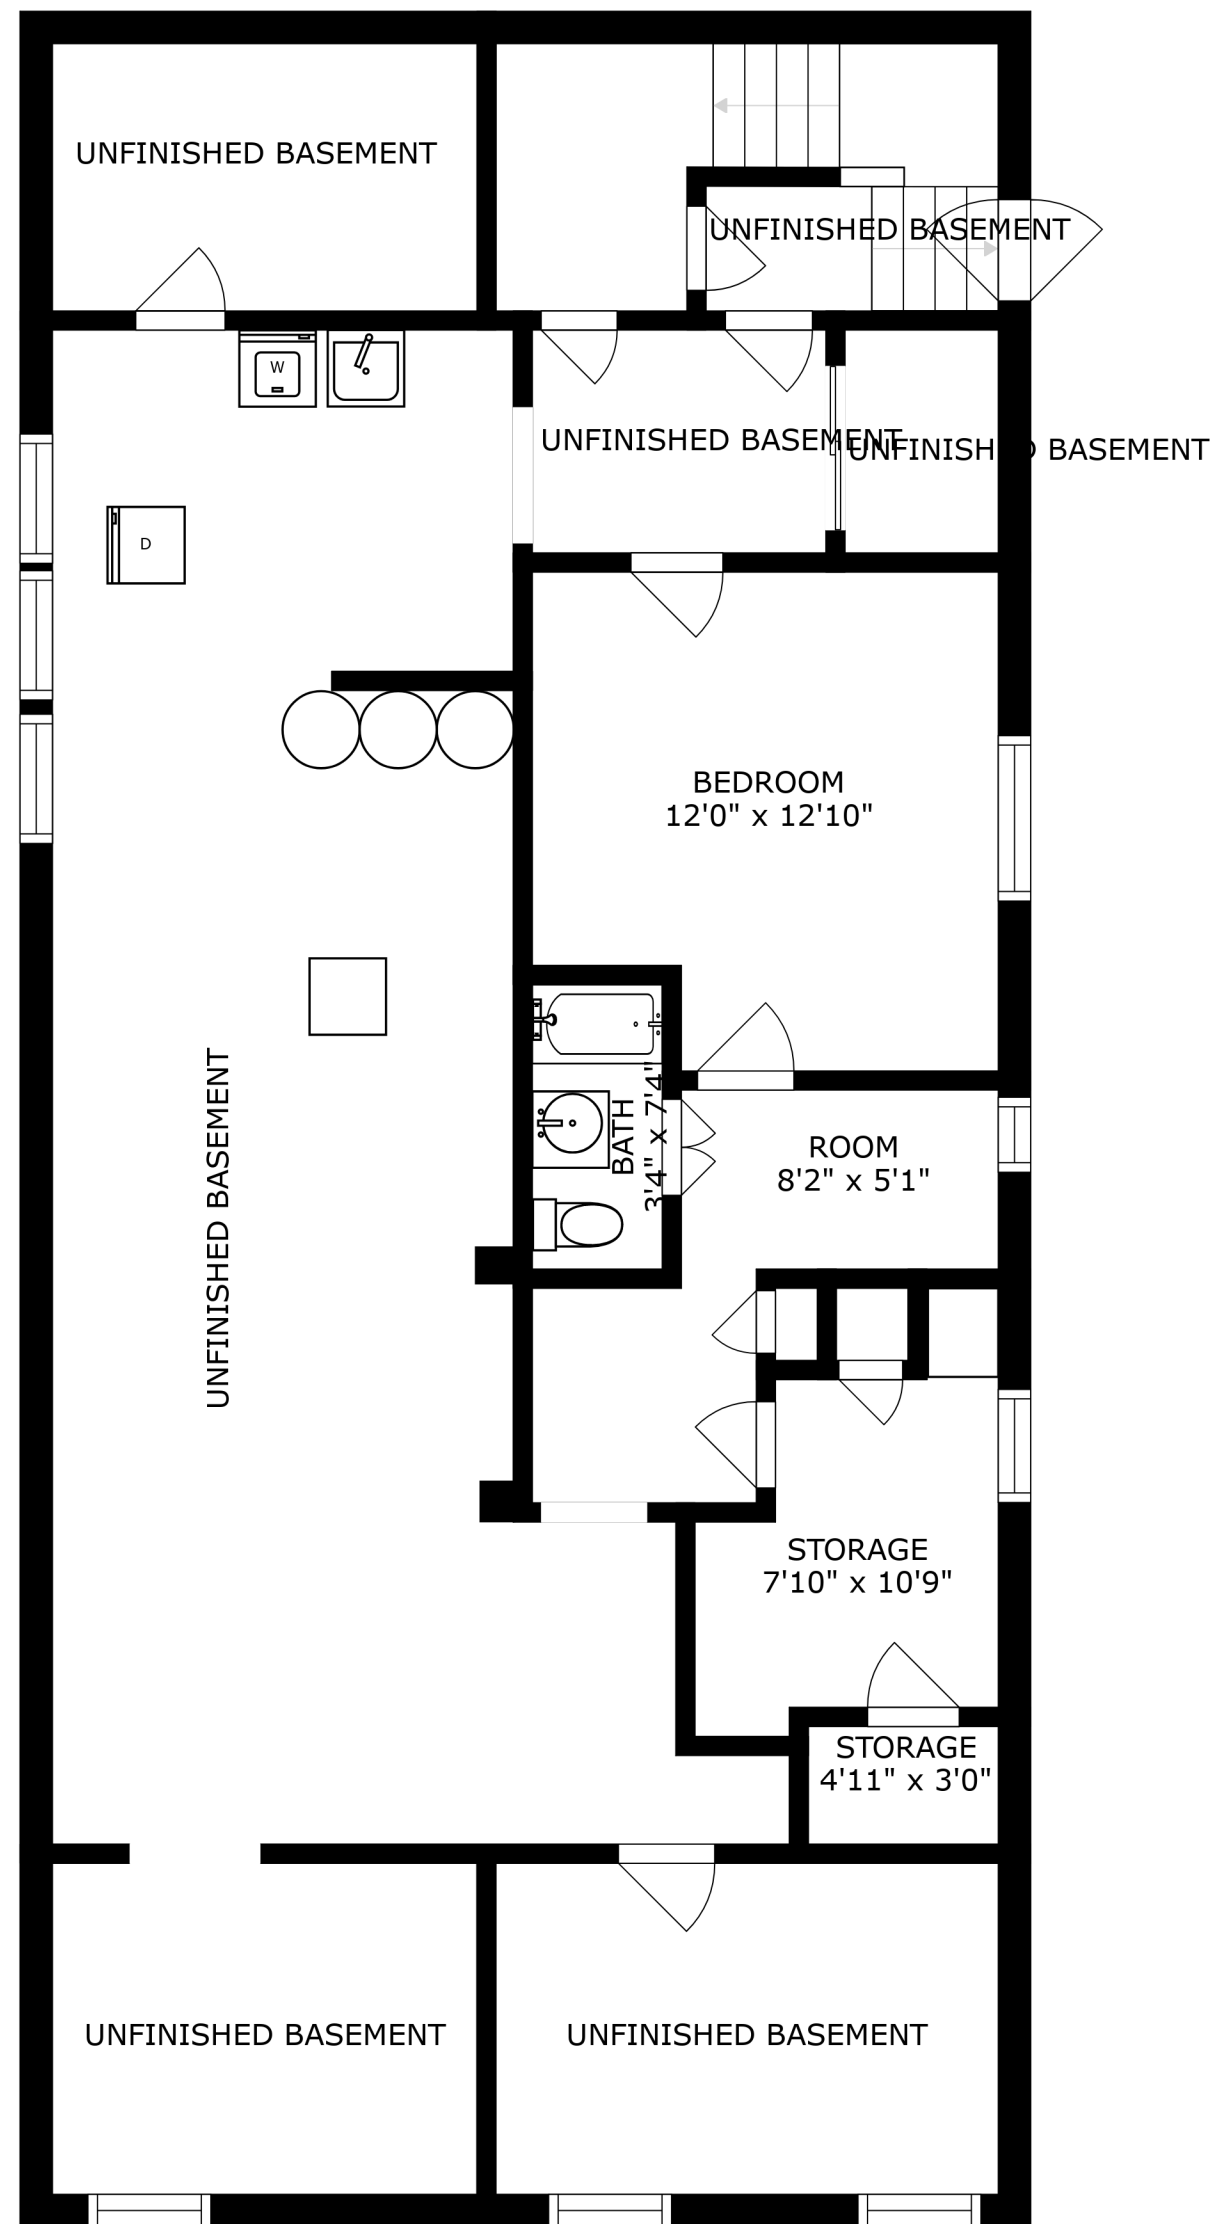 UNFINISHED BASEMENT
UNFINISHED BASEMENT
W
UNFINISHED BASEMENT
UNFINISHED BASEMENT
D
BEDROOM
12'0" x 12'10"
UNFINISHED BASEMENT
BATH
3'4" x 7'4"
ROOM
8'2" x 5'1"
STORAGE
7'10" x 10'9"
STORAGE
4'11" x 3'0"
UNFINISHED BASEMENT
UNFINISHED BASEMENT